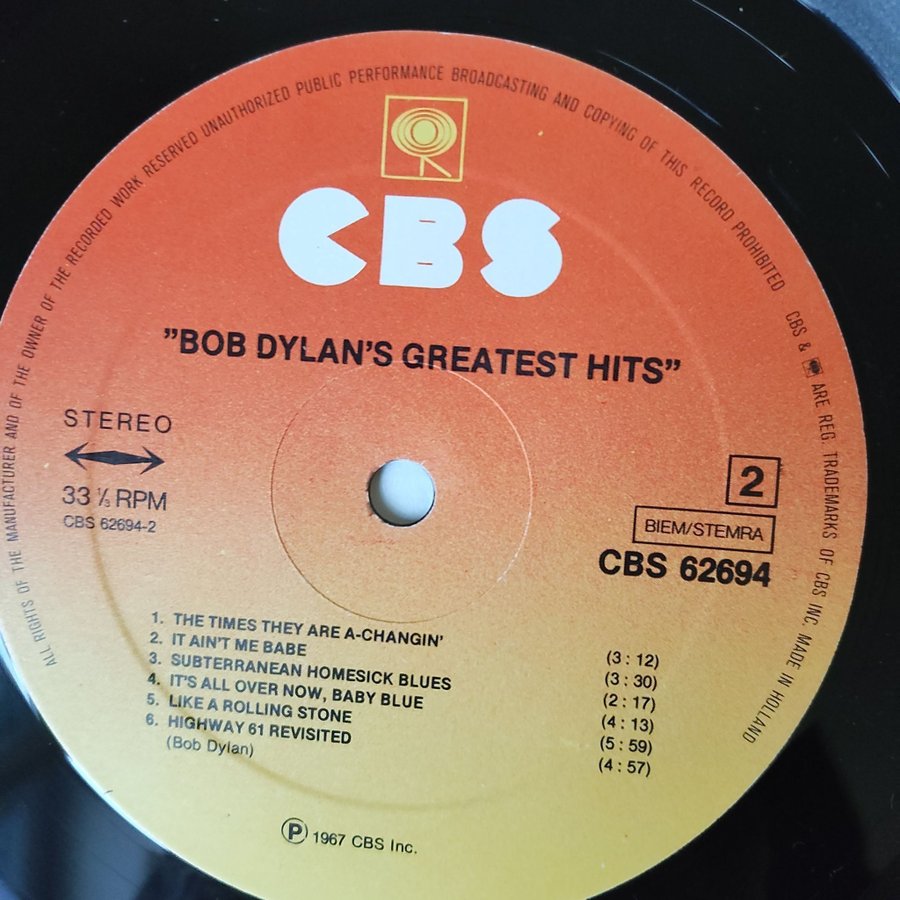 ALL RIGHTS OF THE MANUFACTURER AND OF THE OWNER OF THE RECORDED WORK RESERVED UNAUTHORIZED PUBLIC PERFORMANCE BROADCASTING AND COPYING OF THIS RECORD PROHIBITED CBS & ARE REG. TRADEMARKS OF CBS INC. MADE IN HOLLAND
CBS
"BOB DYLAN'S GREATEST HITS"
STEREO
33 ⅓ RPM
CBS 62694-2
2
BIEM/STEMRA
CBS 62694
1. THE TIMES THEY ARE A-CHANGIN' (3 : 12)
2. IT AIN'T ME BABE (3 : 30)
3. SUBTERRANEAN HOMESICK BLUES (2 : 17)
4. IT'S ALL OVER NOW, BABY BLUE (4 : 13)
5. LIKE A ROLLING STONE (5 : 59)
6. HIGHWAY 61 REVISITED (4 : 57)
(Bob Dylan)
Ⓟ 1967 CBS Inc.